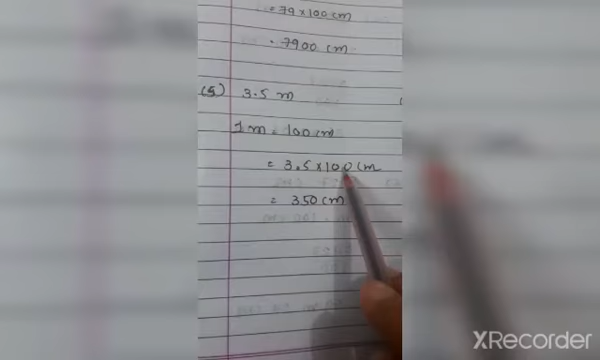 = 79 × 100 cm
= 7900 cm
(5) 3.5 m
1 m = 100 cm
= 3.5 × 100 cm
= 350 cm
XRecorder